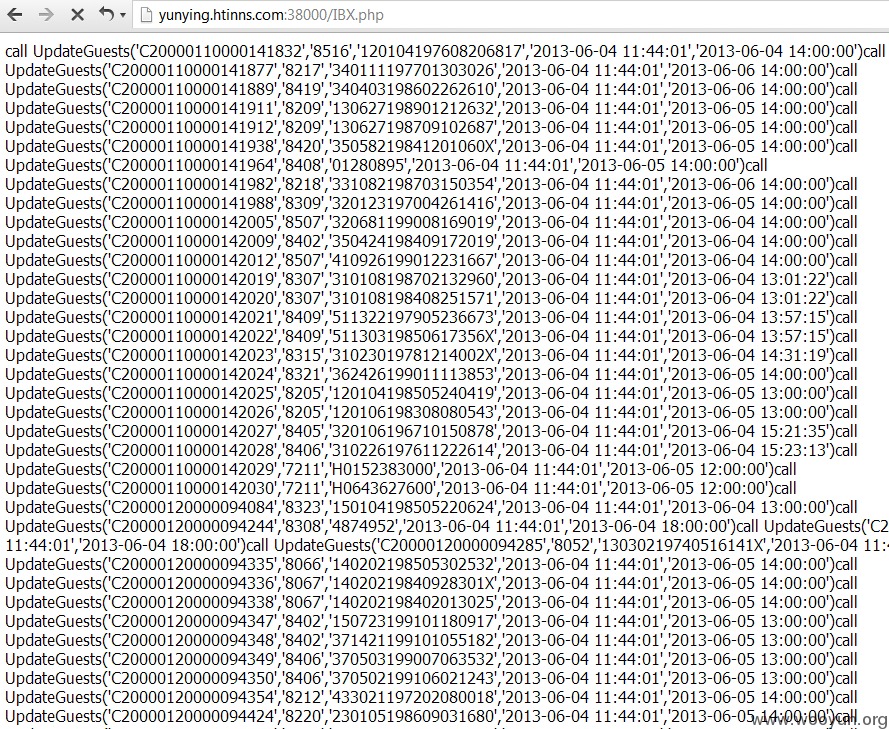 yunying.htinns.com:38000/IBX.php
call UpdateGuests('C20000110000141832','8516','120104197608206817','2013-06-04 11:44:01','2013-06-04 14:00:00')call
UpdateGuests('C20000110000141877','8217','340111197701303026','2013-06-04 11:44:01','2013-06-06 14:00:00')call
UpdateGuests('C20000110000141889','8419','340403198602262610','2013-06-04 11:44:01','2013-06-06 14:00:00')call
UpdateGuests('C20000110000141911','8209','130627198901212632','2013-06-04 11:44:01','2013-06-05 14:00:00')call
UpdateGuests('C20000110000141912','8209','130627198709102687','2013-06-04 11:44:01','2013-06-05 14:00:00')call
UpdateGuests('C20000110000141938','8420','35058219841201060X','2013-06-04 11:44:01','2013-06-05 14:00:00')call
UpdateGuests('C20000110000141964','8408','01280895','2013-06-04 11:44:01','2013-06-05 14:00:00')call
UpdateGuests('C20000110000141982','8218','331082198703150354','2013-06-04 11:44:01','2013-06-06 14:00:00')call
UpdateGuests('C20000110000141988','8309','320123197004261416','2013-06-04 11:44:01','2013-06-05 14:00:00')call
UpdateGuests('C20000110000142005','8507','320681199008169019','2013-06-04 11:44:01','2013-06-04 14:00:00')call
UpdateGuests('C20000110000142009','8402','350424198409172019','2013-06-04 11:44:01','2013-06-04 14:00:00')call
UpdateGuests('C20000110000142012','8507','410926199012231667','2013-06-04 11:44:01','2013-06-04 14:00:00')call
UpdateGuests('C20000110000142019','8307','310108198702132960','2013-06-04 11:44:01','2013-06-04 13:01:22')call
UpdateGuests('C20000110000142020','8307','310108198408251571','2013-06-04 11:44:01','2013-06-04 13:01:22')call
UpdateGuests('C20000110000142021','8409','511322197905236673','2013-06-04 11:44:01','2013-06-04 13:57:15')call
UpdateGuests('C20000110000142022','8409','51130319850617356X','2013-06-04 11:44:01','2013-06-04 13:57:15')call
UpdateGuests('C20000110000142023','8315','31023019781214002X','2013-06-04 11:44:01','2013-06-04 14:31:19')call
UpdateGuests('C20000110000142024','8321','362426199011113853','2013-06-04 11:44:01','2013-06-05 14:00:00')call
UpdateGuests('C20000110000142025','8205','120104198505240419','2013-06-04 11:44:01','2013-06-05 13:00:00')call
UpdateGuests('C20000110000142026','8205','120106198308080543','2013-06-04 11:44:01','2013-06-05 13:00:00')call
UpdateGuests('C20000110000142027','8405','320106196710150878','2013-06-04 11:44:01','2013-06-04 15:21:35')call
UpdateGuests('C20000110000142028','8406','310226197611222614','2013-06-04 11:44:01','2013-06-04 15:23:13')call
UpdateGuests('C20000110000142029','7211','H0152383000','2013-06-04 11:44:01','2013-06-05 12:00:00')call
UpdateGuests('C20000110000142030','7211','H0643627600','2013-06-04 11:44:01','2013-06-05 12:00:00')call
UpdateGuests('C20000120000094084','8323','150104198505220624','2013-06-04 11:44:01','2013-06-04 13:00:00')call
UpdateGuests('C20000120000094244','8308','4874952','2013-06-04 11:44:01','2013-06-04 18:00:00')call UpdateGuests('C2
11:44:01','2013-06-04 18:00:00')call UpdateGuests('C20000120000094285','8052','13030219740516141X','2013-06-04 11:4
UpdateGuests('C20000120000094335','8066','140202198505302532','2013-06-04 11:44:01','2013-06-05 14:00:00')call
UpdateGuests('C20000120000094336','8067','14020219840928301X','2013-06-04 11:44:01','2013-06-05 14:00:00')call
UpdateGuests('C20000120000094338','8067','140202198402013025','2013-06-04 11:44:01','2013-06-05 14:00:00')call
UpdateGuests('C20000120000094347','8402','150723199101180917','2013-06-04 11:44:01','2013-06-05 13:00:00')call
UpdateGuests('C20000120000094348','8402','371421199101055182','2013-06-04 11:44:01','2013-06-05 13:00:00')call
UpdateGuests('C20000120000094349','8406','370503199007063532','2013-06-04 11:44:01','2013-06-05 13:00:00')call
UpdateGuests('C20000120000094350','8406','370502199106021243','2013-06-04 11:44:01','2013-06-05 13:00:00')call
UpdateGuests('C20000120000094354','8212','433021197202080018','2013-06-04 11:44:01','2013-06-05 14:00:00')call
UpdateGuests('C20000120000094424','8220','230105198609031680','2013-06-04 11:44:01','2013-06-05 14:00:00')call
www.wooyun.org